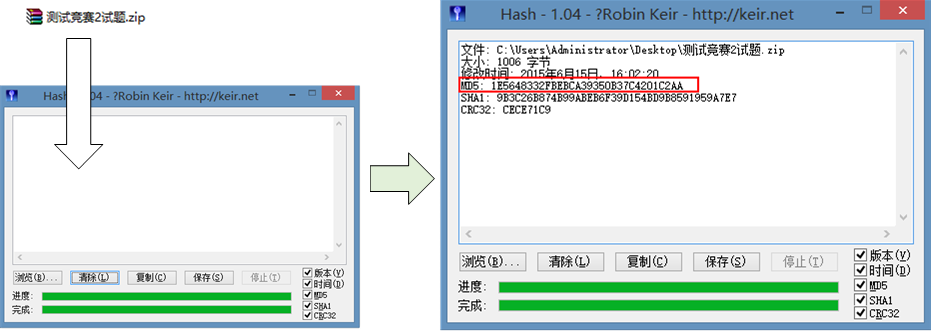 测试竞赛2试题.zip
Hash - 1.04 - ?Robin Keir - http://keir.net
文件: C:\Users\Administrator\Desktop\测试竞赛2试题.zip
大小: 1006 字节
修改时间: 2015年6月15日, 16:02:20
MD5: 1E5648332FBEBCA39350B37C4201C2AA
SHA1: 9B3C26B874B99ABEB6F39D154BD9B8591959A7E7
CRC32: CECE71C9
浏览(B)... 清除(L) 复制(C) 保存(S) 停止(T)
版本(V)
时间(D)
MD5
SHA1
CRC32
进度:
完成:
1.04 - ?Robin Keir - http://keir.net
浏览(B)... 清除(L) 复制(C) 保存(S) 停止(T)
版本(V)
时间(D)
MD5
SHA1
CRC32
进度:
完成: